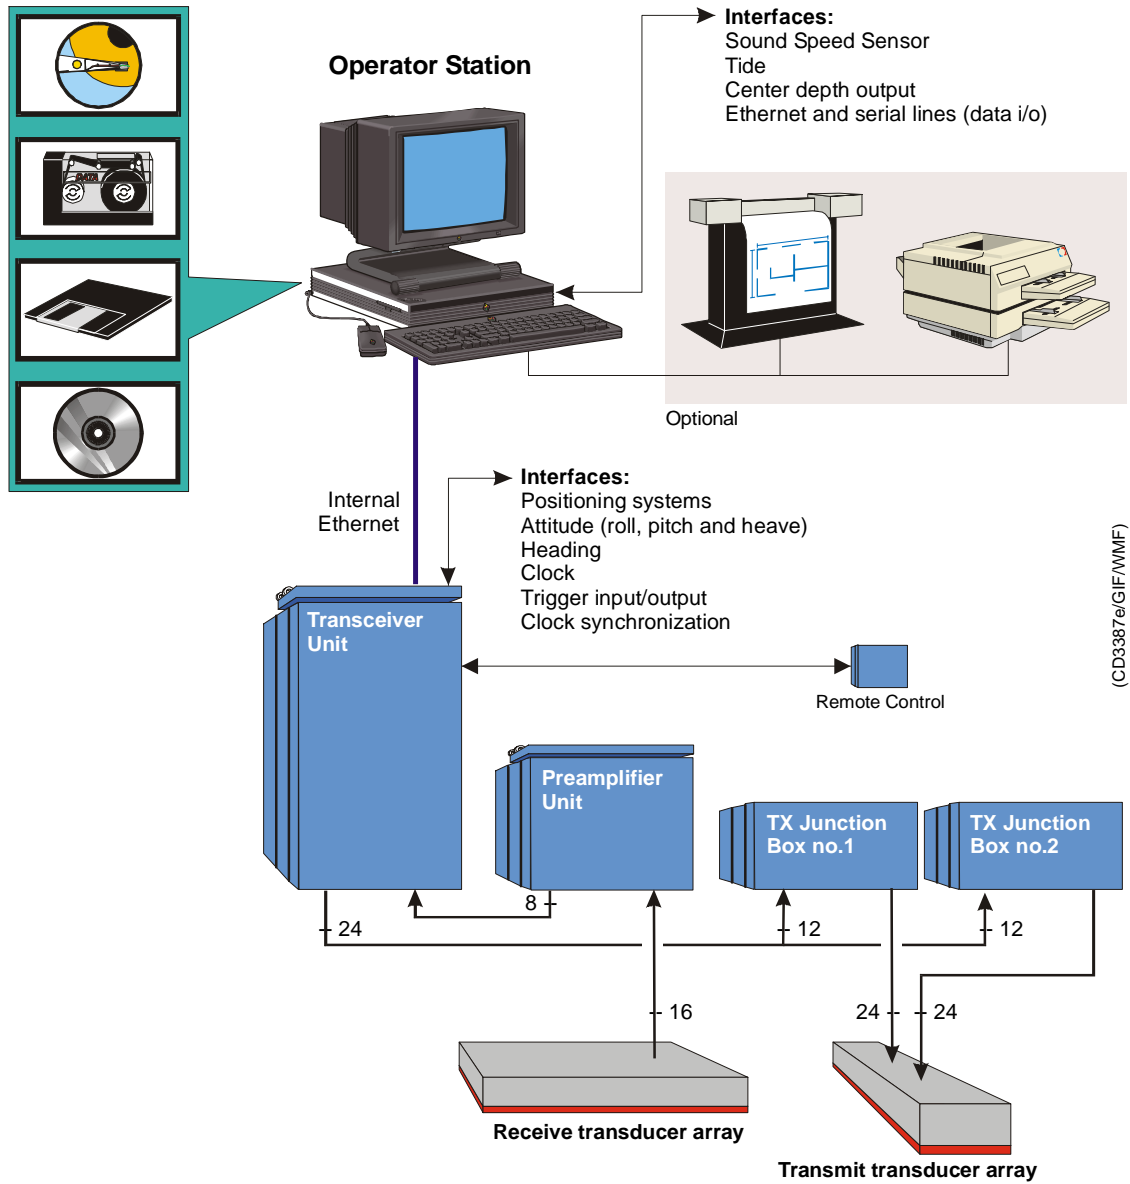 Interfaces:
Sound Speed Sensor
Tide
Center depth output
Ethernet and serial lines (data i/o)
Operator Station
DATA
Optional
Internal
Ethernet
Interfaces:
Positioning systems
Attitude (roll, pitch and heave)
Heading
Clock
Trigger input/output
Clock synchronization
(CD3387e/GIF/WMF)
Transceiver
Unit
Remote Control
Preamplifier
Unit
TX Junction
Box no.1
TX Junction
Box no.2
8
24
12
12
16
24
24
Receive transducer array
Transmit transducer array